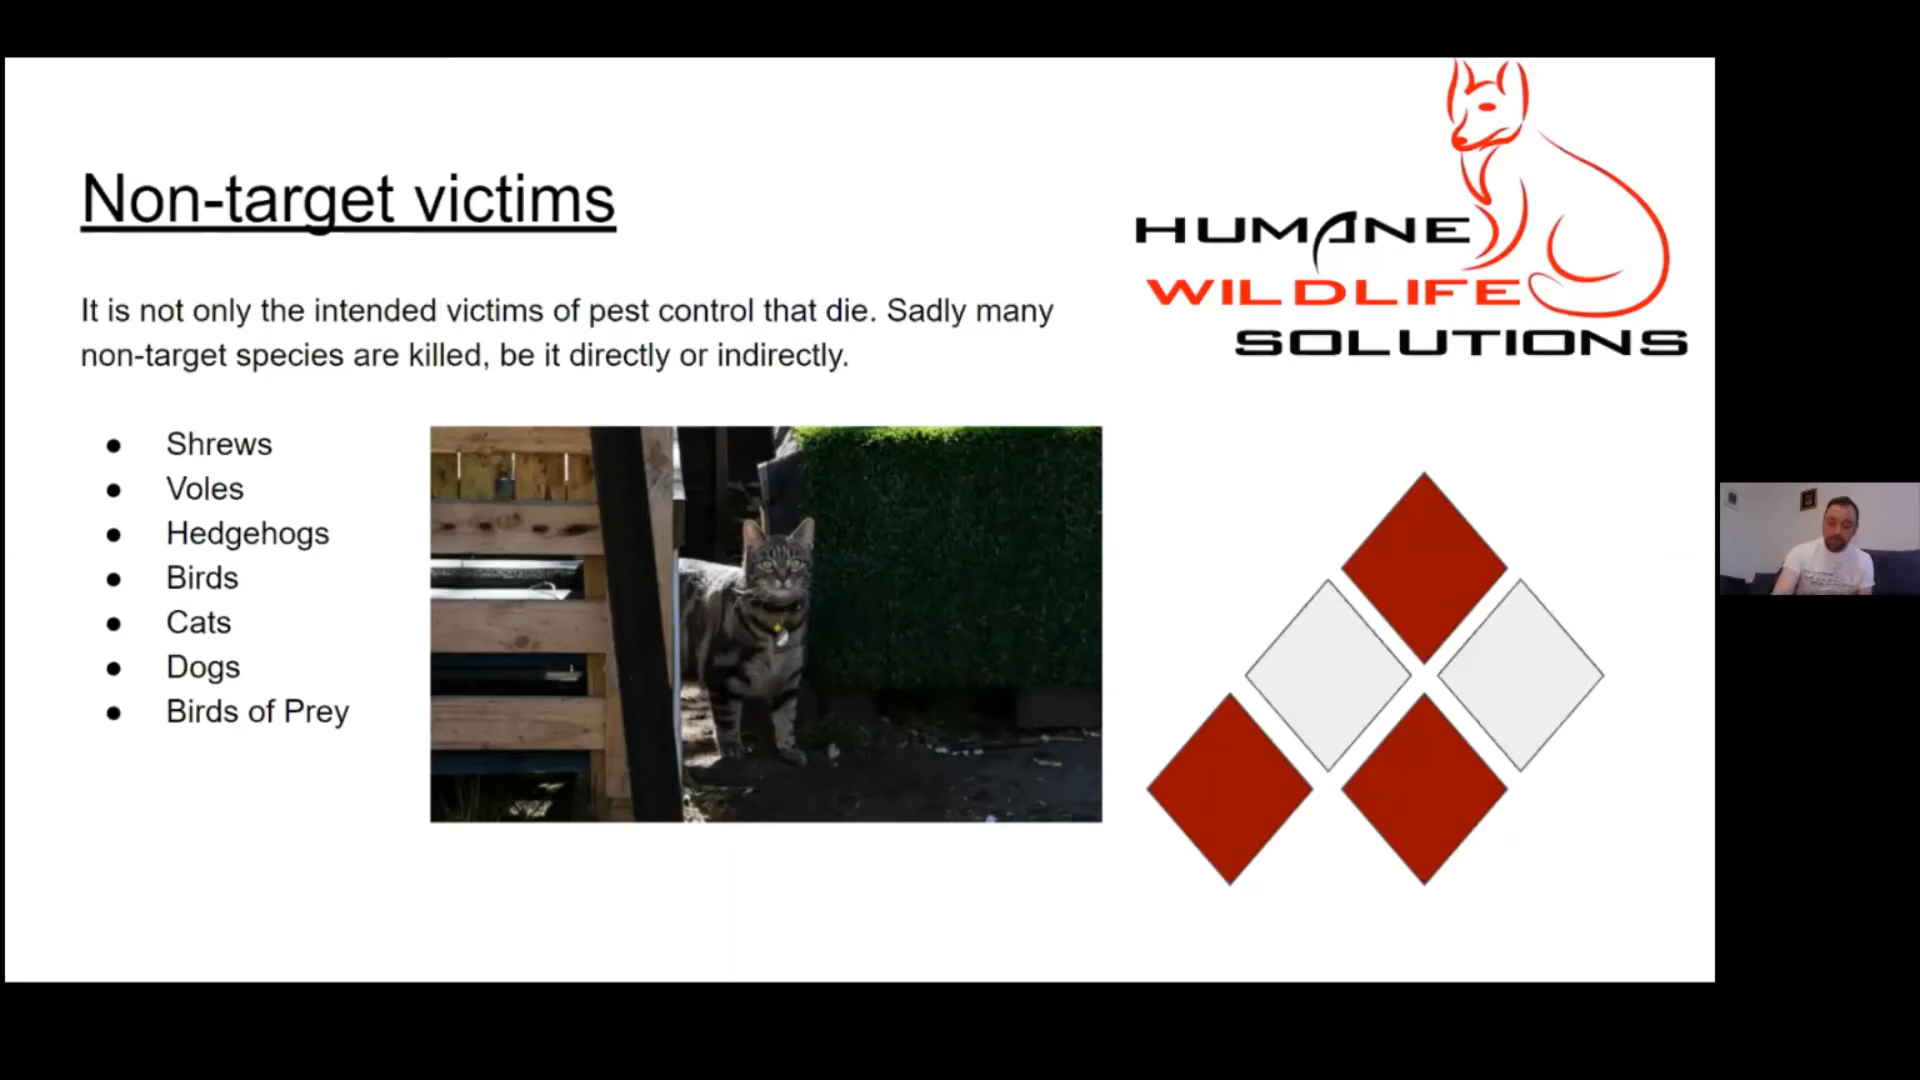 Non-target victims
HUMANE
WILDLIFE
SOLUTIONS
It is not only the intended victims of pest control that die. Sadly many
non-target species are killed, be it directly or indirectly.
● Shrews
● Voles
● Hedgehogs
● Birds
● Cats
● Dogs
● Birds of Prey